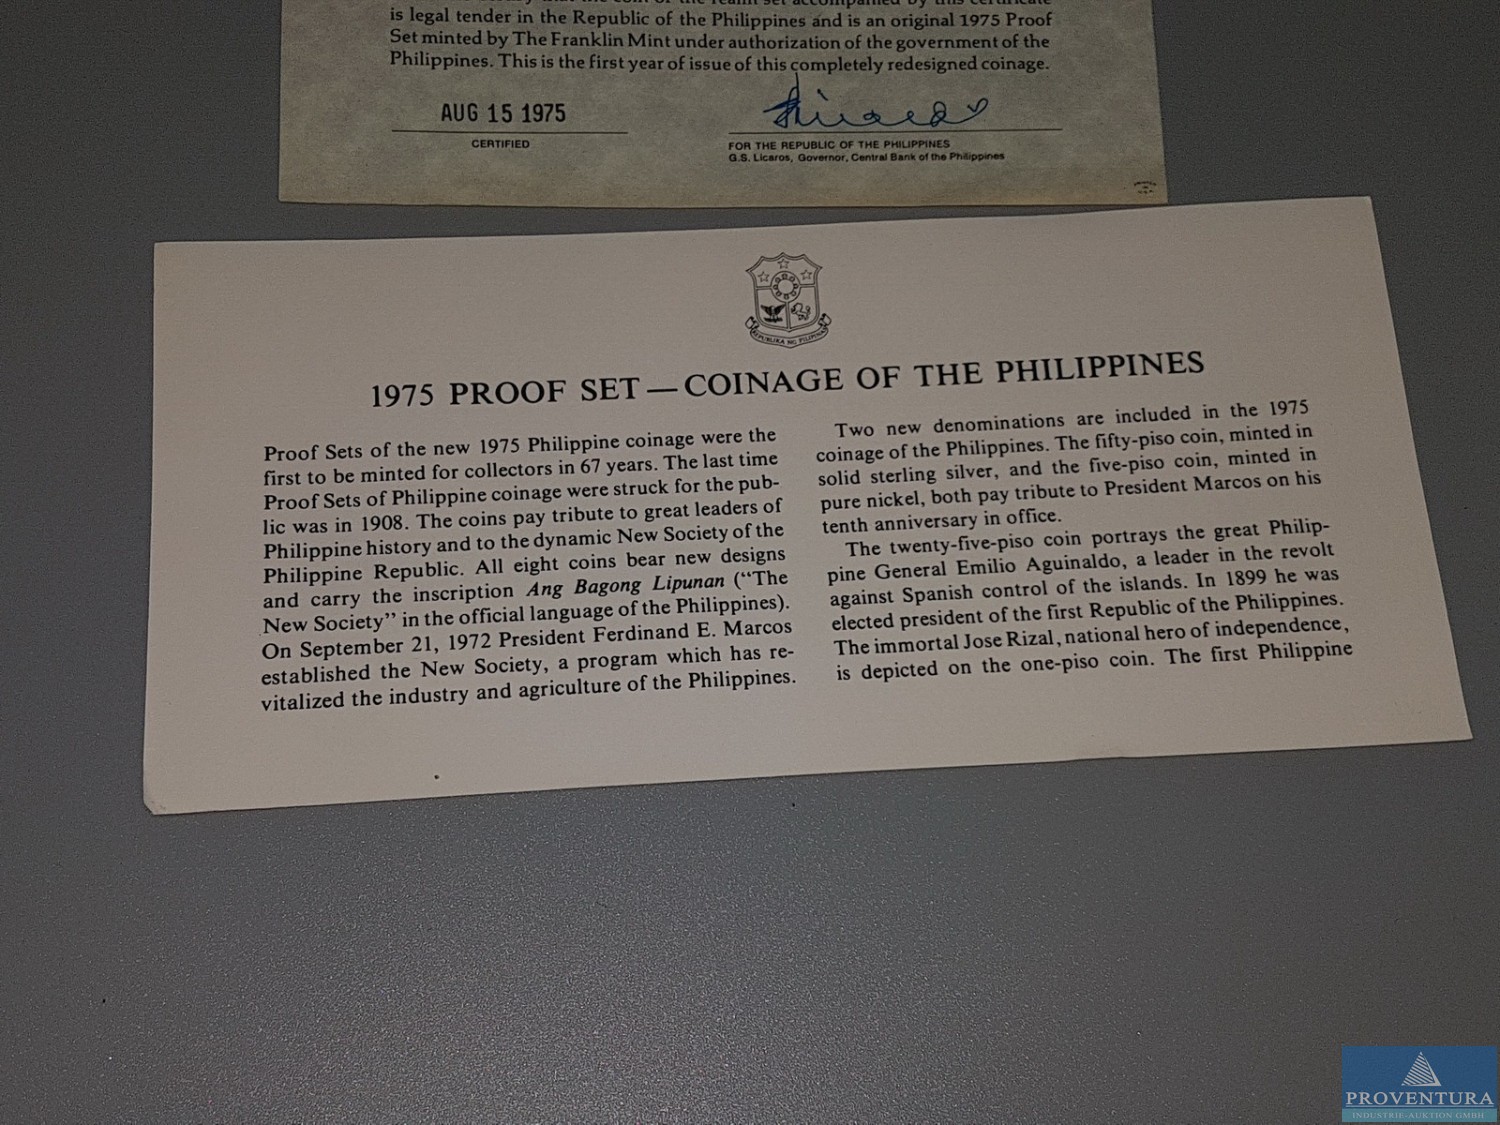 is legal tender in the Republic of the Philippines and is an original 1975 Proof
Set minted by The Franklin Mint under authorization of the government of the
Philippines. This is the first year of issue of this completely redesigned coinage.
AUG 15 1975
CERTIFIED
FOR THE REPUBLIC OF THE PHILIPPINES
G.S. Licaros, Governor, Central Bank of the Philippines
REPUBLIKA NG PILIPINAS
1975 PROOF SET — COINAGE OF THE PHILIPPINES
Proof Sets of the new 1975 Philippine coinage were the
first to be minted for collectors in 67 years. The last time
Proof Sets of Philippine coinage were struck for the pub-
lic was in 1908. The coins pay tribute to great leaders of
Philippine history and to the dynamic New Society of the
Philippine Republic. All eight coins bear new designs
and carry the inscription Ang Bagong Lipunan (“The
New Society” in the official language of the Philippines).
On September 21, 1972 President Ferdinand E. Marcos
established the New Society, a program which has re-
vitalized the industry and agriculture of the Philippines.
Two new denominations are included in the 1975
coinage of the Philippines. The fifty-piso coin, minted in
solid sterling silver, and the five-piso coin, minted in
pure nickel, both pay tribute to President Marcos on his
tenth anniversary in office.
The twenty-five-piso coin portrays the great Philip-
pine General Emilio Aguinaldo, a leader in the revolt
against Spanish control of the islands. In 1899 he was
elected president of the first Republic of the Philippines.
The immortal Jose Rizal, national hero of independence,
is depicted on the one-piso coin. The first Philippine
PROVENTURA
INDUSTRIE-AUKTION GMBH